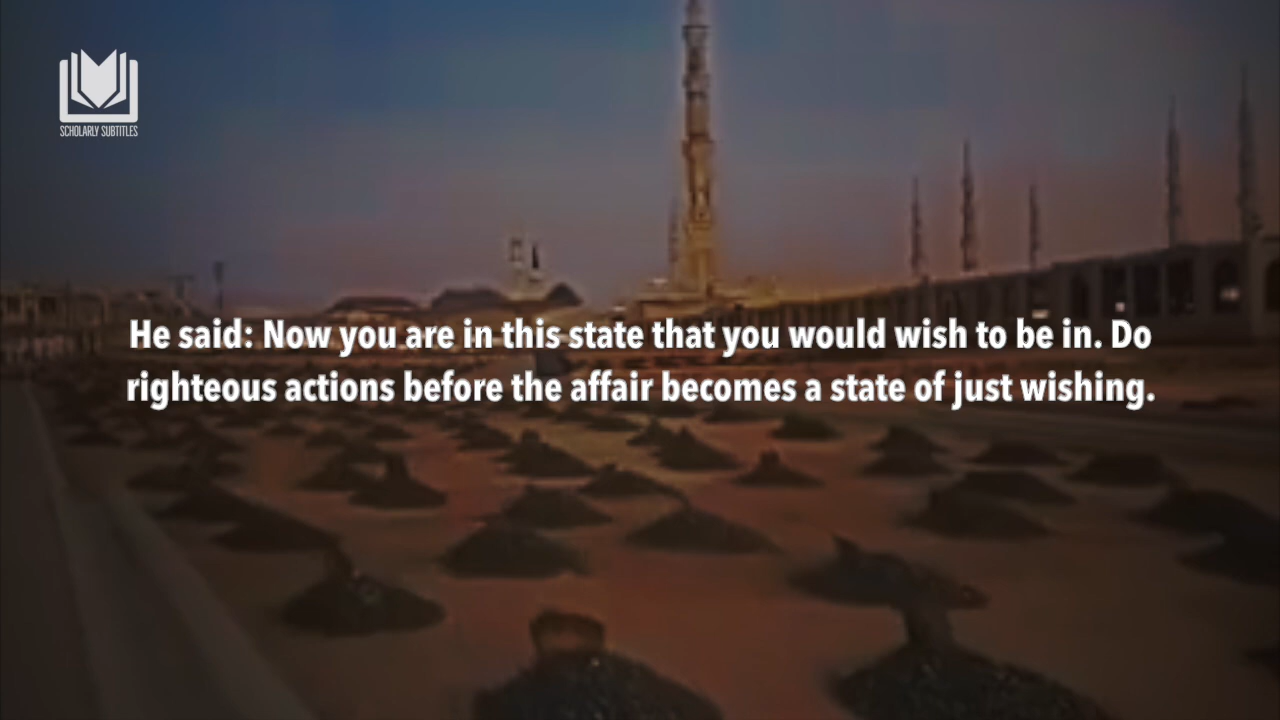 SCHOLARLY SUBTITLES
He said: Now you are in this state that you would wish to be in. Do
righteous actions before the affair becomes a state of just wishing.